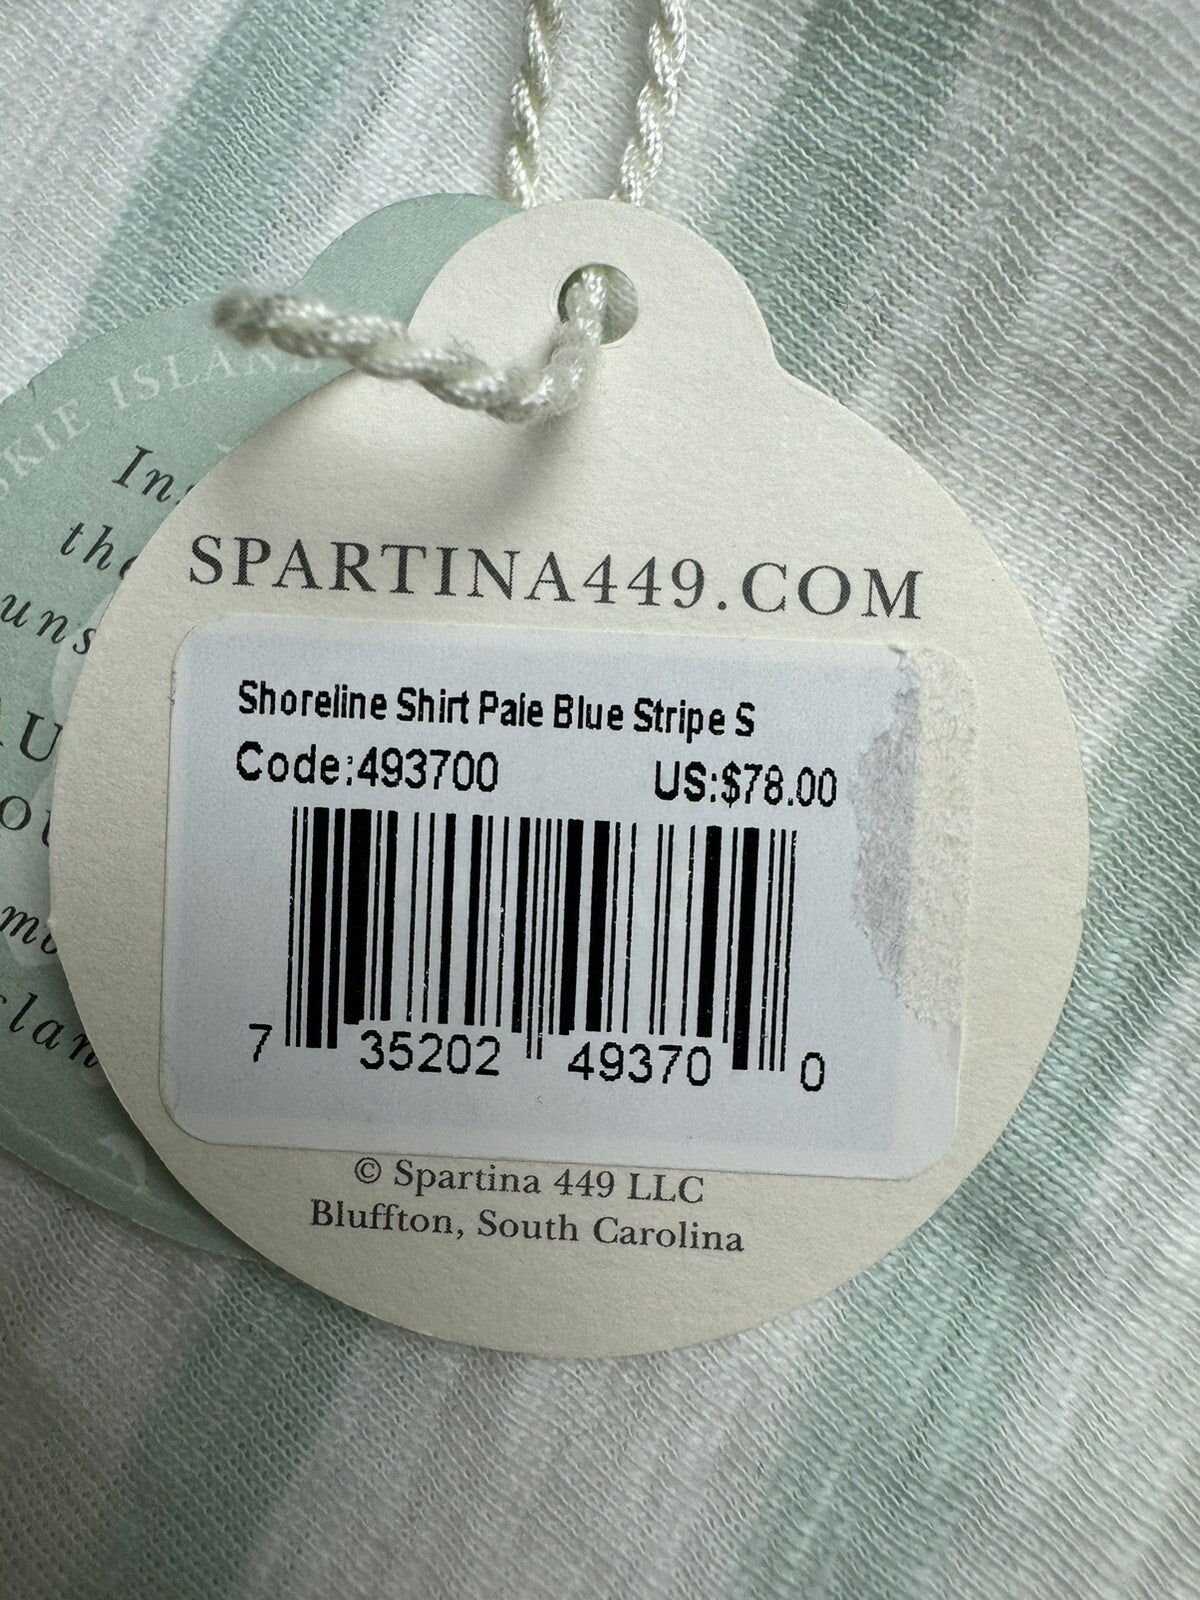 SPARTINA449.COM
Shoreline Shirt Pale Blue Stripe S
Code:493700 US:$78.00
7 35202 49370 0
© Spartina 449 LLC
Bluffton, South Carolina